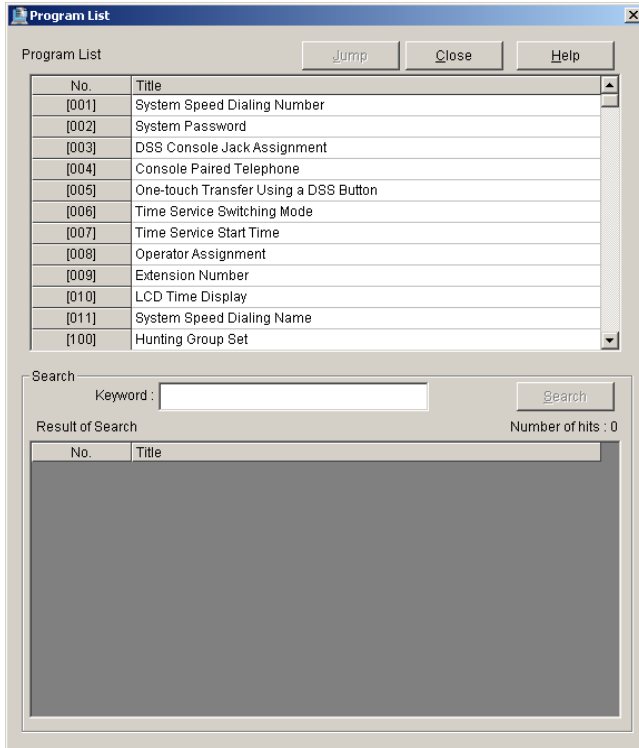 Program List
Program List Jump Close Help
No. Title
[001] System Speed Dialing Number
[002] System Password
[003] DSS Console Jack Assignment
[004] Console Paired Telephone
[005] One-touch Transfer Using a DSS Button
[006] Time Service Switching Mode
[007] Time Service Start Time
[008] Operator Assignment
[009] Extension Number
[010] LCD Time Display
[011] System Speed Dialing Name
[100] Hunting Group Set
Search
Keyword : Search
Result of Search Number of hits : 0
No. Title